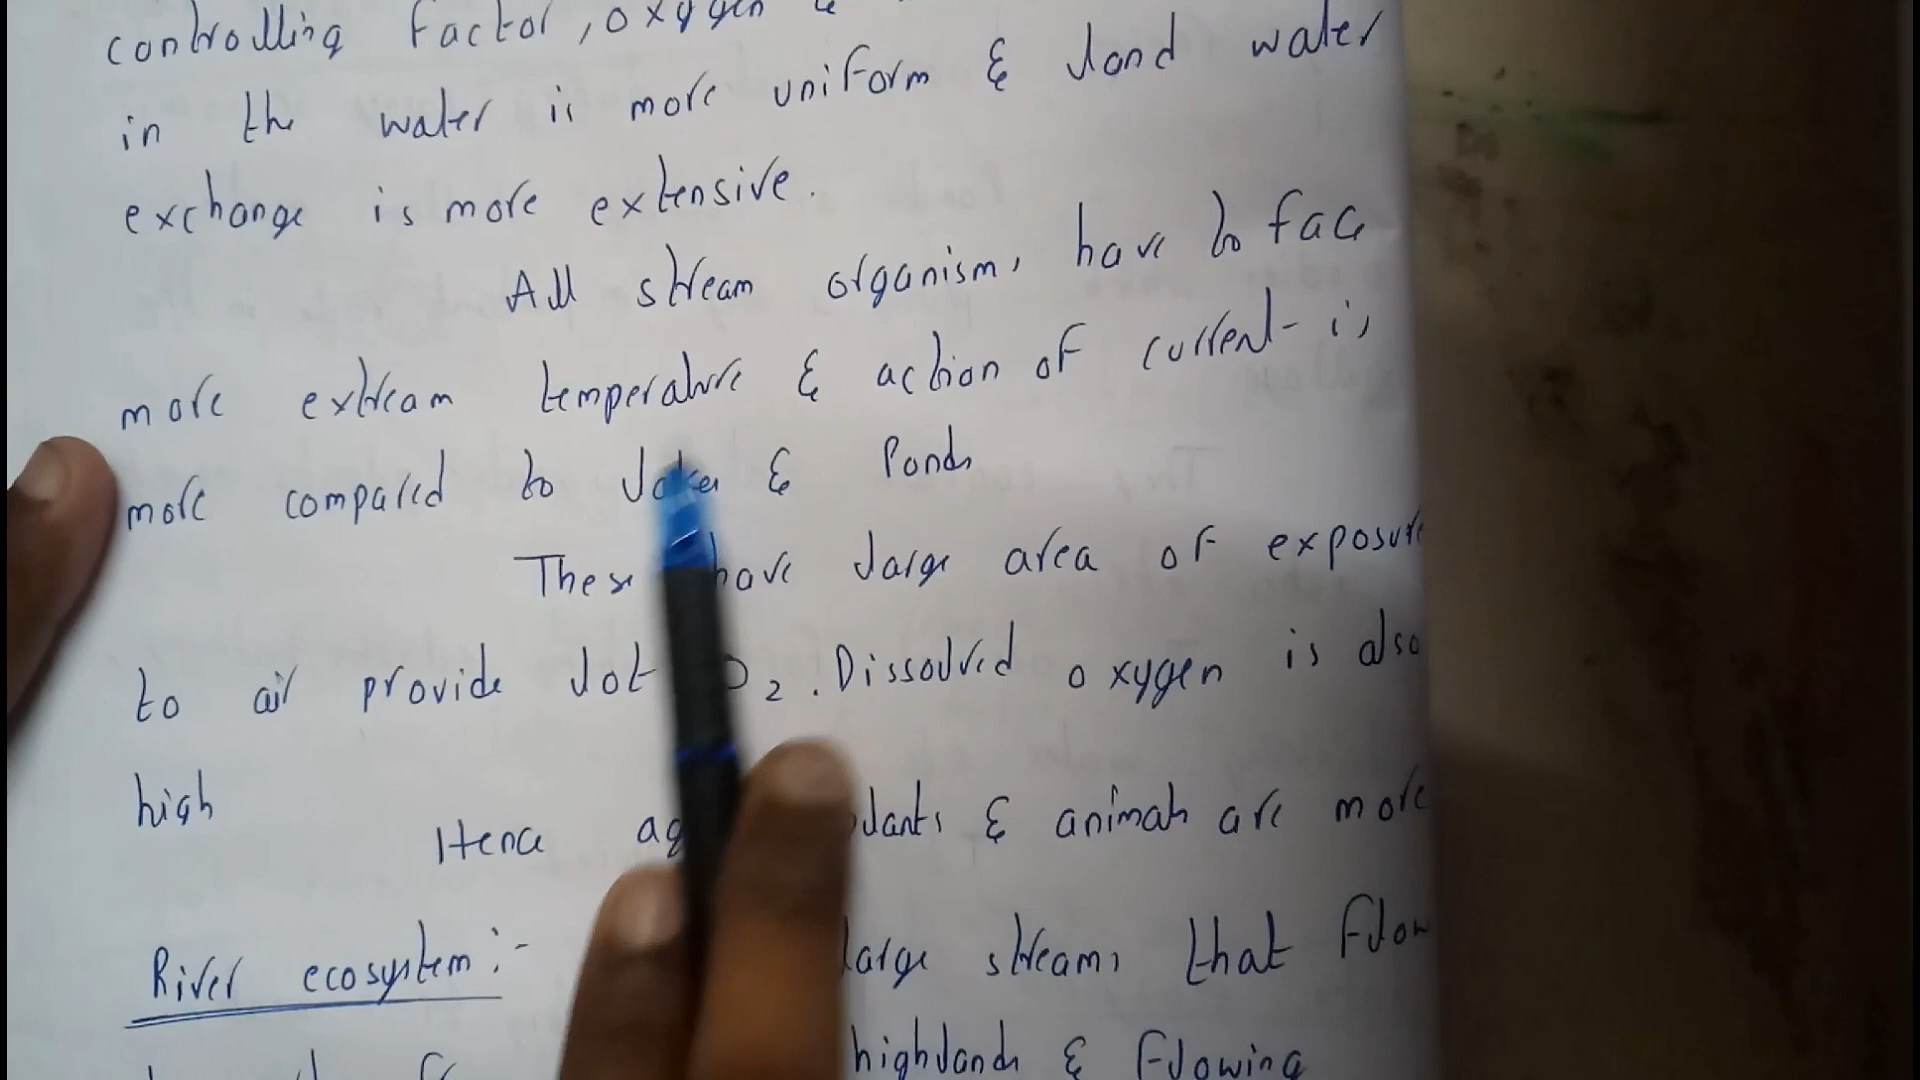 controlling factor, oxygen
in the water is more uniform & land water
exchange is more extensive.
All stream organisms have to face
more extream temperature & action of current is
more compared to lakes & Ponds
These have large area of exposure
to air provide lot O2. Dissolved oxygen is also
high
Hence & animals are more
River ecosystem:- large streams that flow
highlands & flowing